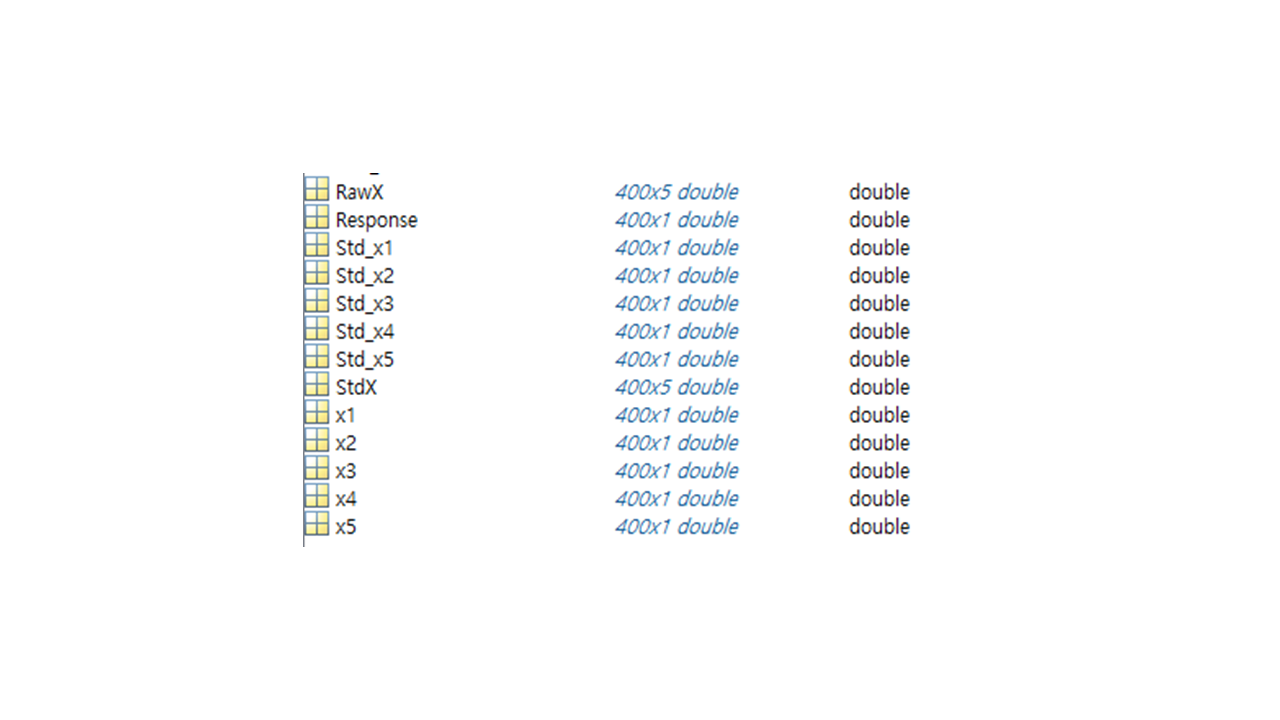 RawX 400x5 double double
Response 400x1 double double
Std_x1 400x1 double double
Std_x2 400x1 double double
Std_x3 400x1 double double
Std_x4 400x1 double double
Std_x5 400x1 double double
StdX 400x5 double double
x1 400x1 double double
x2 400x1 double double
x3 400x1 double double
x4 400x1 double double
x5 400x1 double double